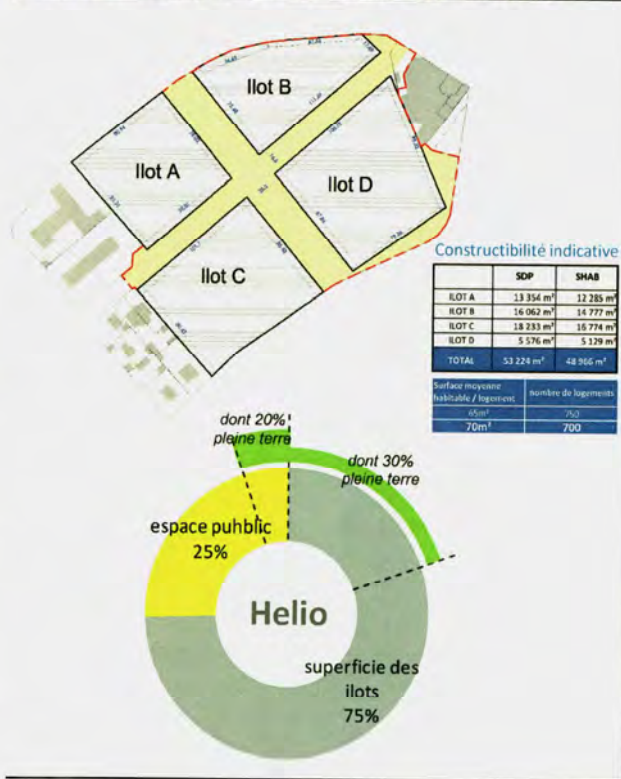 Ilot B
Ilot A
Ilot D
Ilot C
Constructibilité indicative
SDP SHAB
ILOT A 13 354 m² 12 285 m²
ILOT B 16 062 m² 14 777 m²
ILOT C 18 233 m² 16 774 m²
ILOT D 5 576 m² 5 129 m²
TOTAL 53 224 m² 48 966 m²
Surface moyenne habitable / logement nombre de logements
65m² 750
70m² 700
dont 20%
pleine terre
dont 30%
pleine terre
espace puhblic
25%
Helio
superficie des
ilots
75%